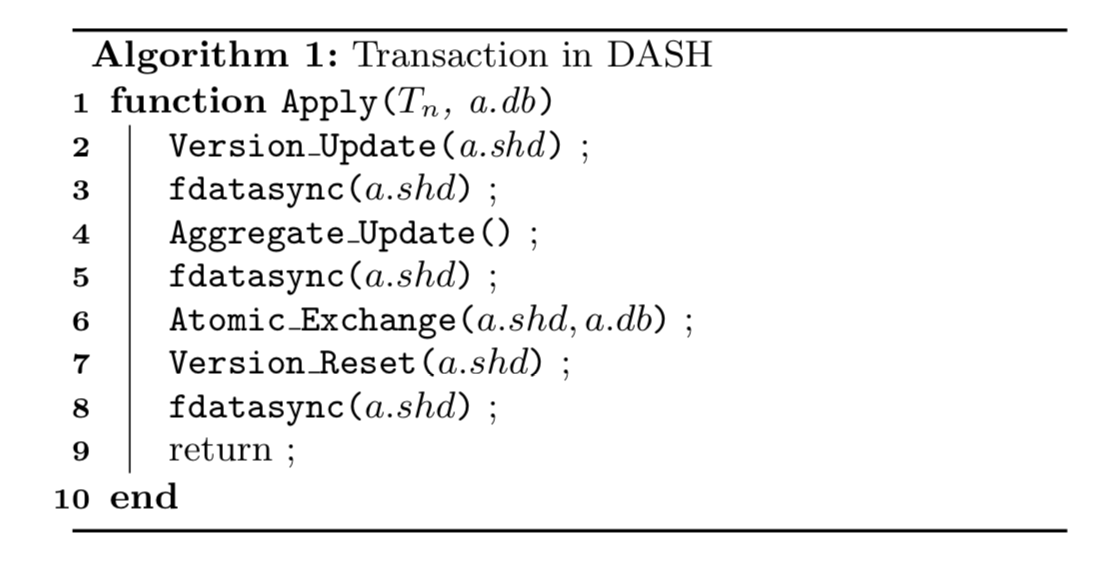 Algorithm 1: Transaction in DASH
1 function Apply(Tn, a.db)
2 Version_Update(a.shd) ;
3 fdatasync(a.shd) ;
4 Aggregate_Update() ;
5 fdatasync(a.shd) ;
6 Atomic_Exchange(a.shd, a.db) ;
7 Version_Reset(a.shd) ;
8 fdatasync(a.shd) ;
9 return ;
10 end